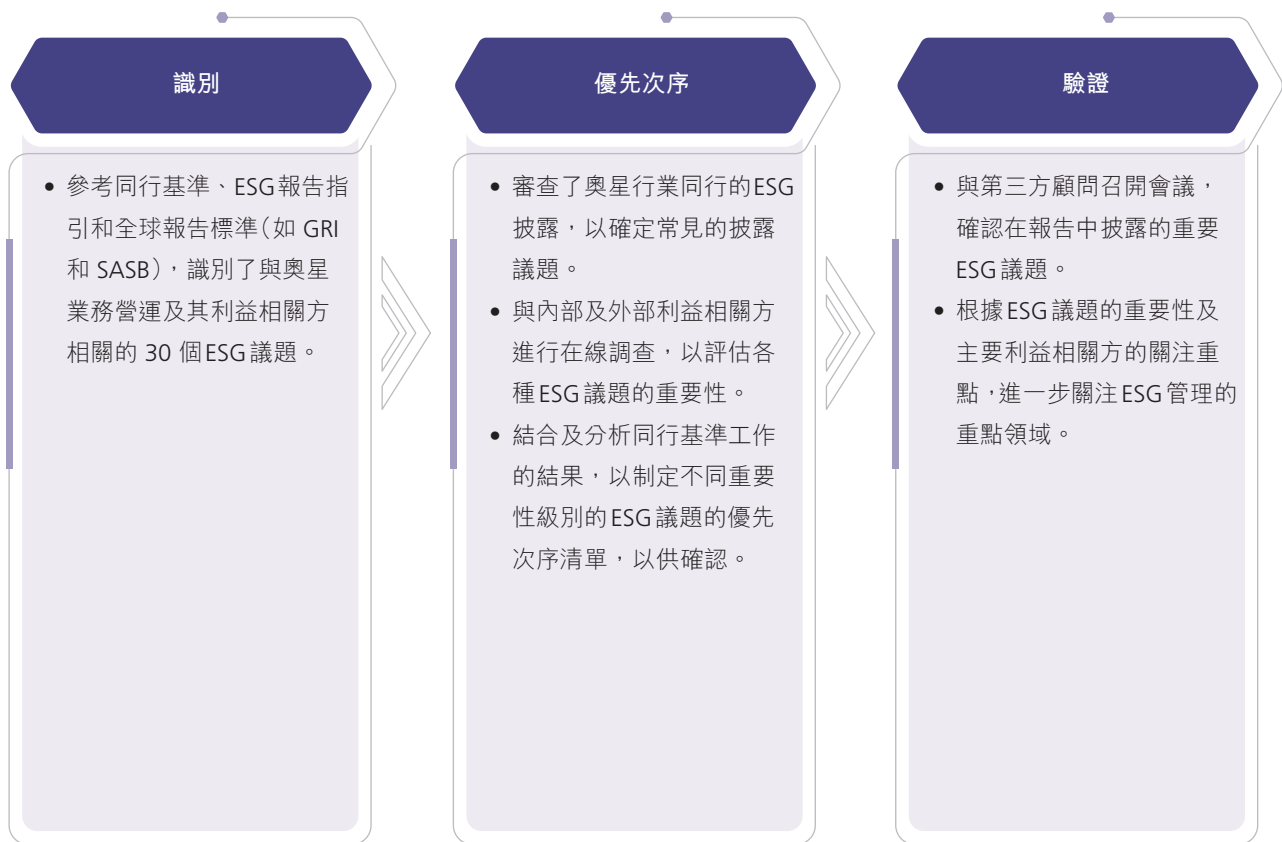 識別
• 參考同行基準、ESG報告指
引和全球報告標準(如 GRI
和 SASB),識別了與奧星
業務營運及其利益相關方
相關的 30 個ESG議題。
優先次序
• 審查了奧星行業同行的ESG
披露,以確定常見的披露
議題。
• 與內部及外部利益相關方
進行在線調查,以評估各
種ESG議題的重要性。
• 結合及分析同行基準工作
的結果,以制定不同重要
性級別的ESG議題的優先
次序清單,以供確認。
驗證
• 與第三方顧問召開會議,
確認在報告中披露的重要
ESG議題。
• 根據ESG議題的重要性及
主要利益相關方的關注重
點,進一步關注ESG管理的
重點領域。